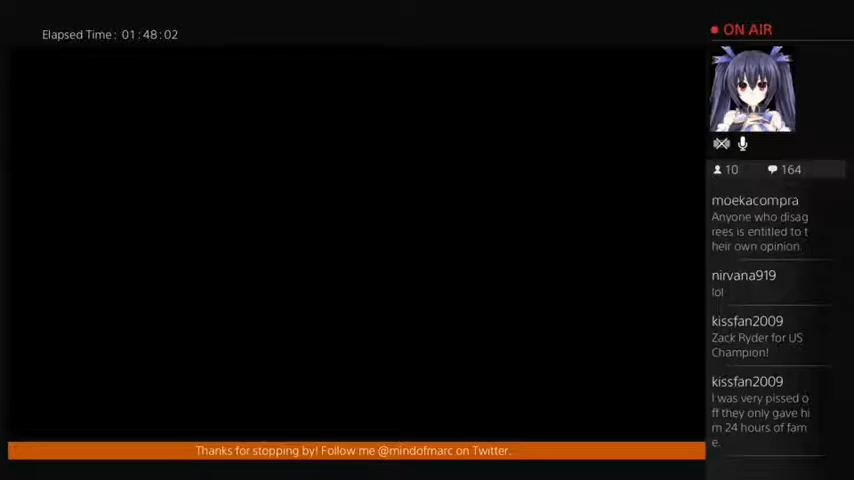 Elapsed Time: 01:48:02
ON AIR
10 164
moekacompra
Anyone who disag
rees is entitled to t
heir own opinion.
nirvana919
lol
kissfan2009
Zack Ryder for US
Champion!
kissfan2009
I was very pissed o
ff they only gave hi
m 24 hours of fam
e.
Thanks for stopping by! Follow me @mindofmarc on Twitter.